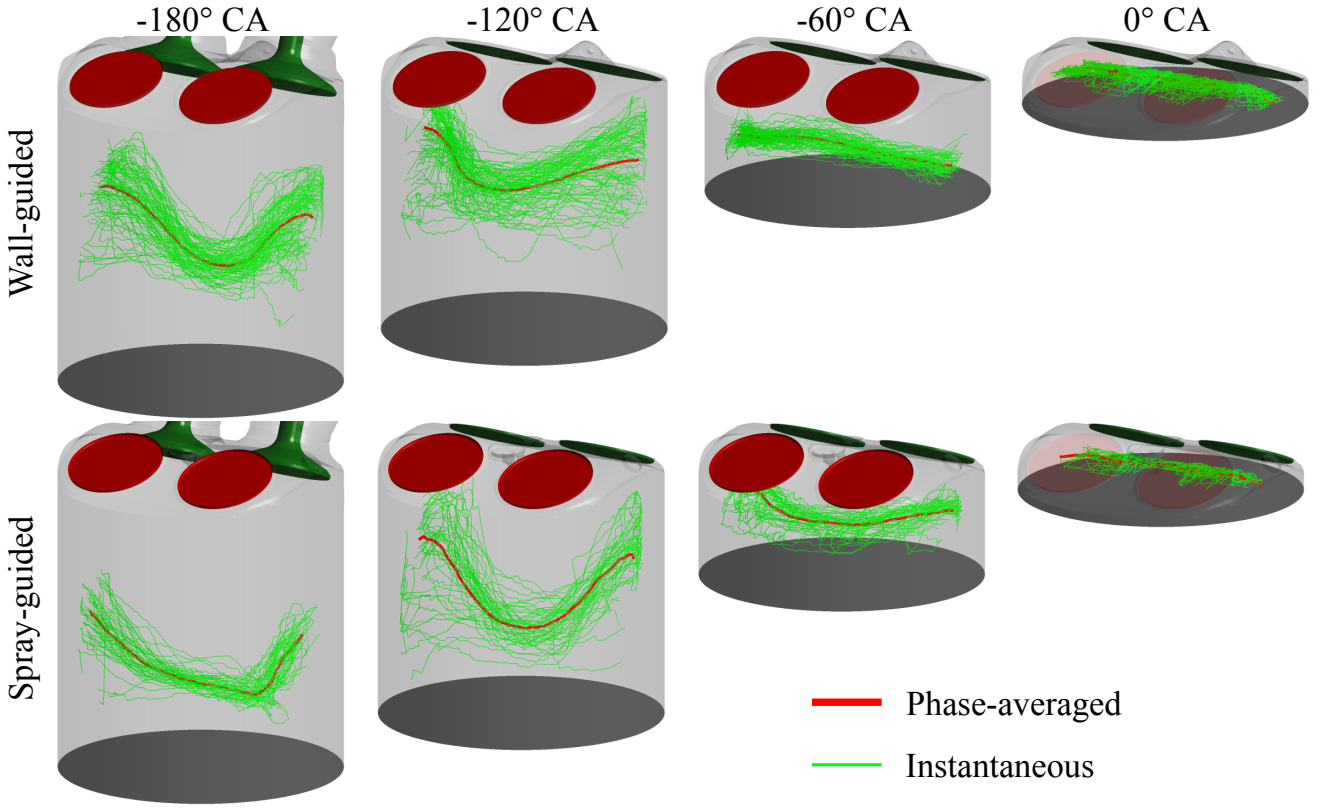 -180° CA
-120° CA
-60° CA
0° CA
Wall-guided
Spray-guided
Phase-averaged
Instantaneous